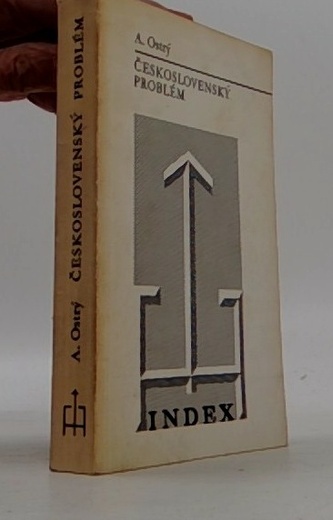 A. Ostrý
ČESKOSLOVENSKÝ
PROBLÉM
INDEX
A. Ostrý ČESKOSLOVENSKÝ PROBLÉM